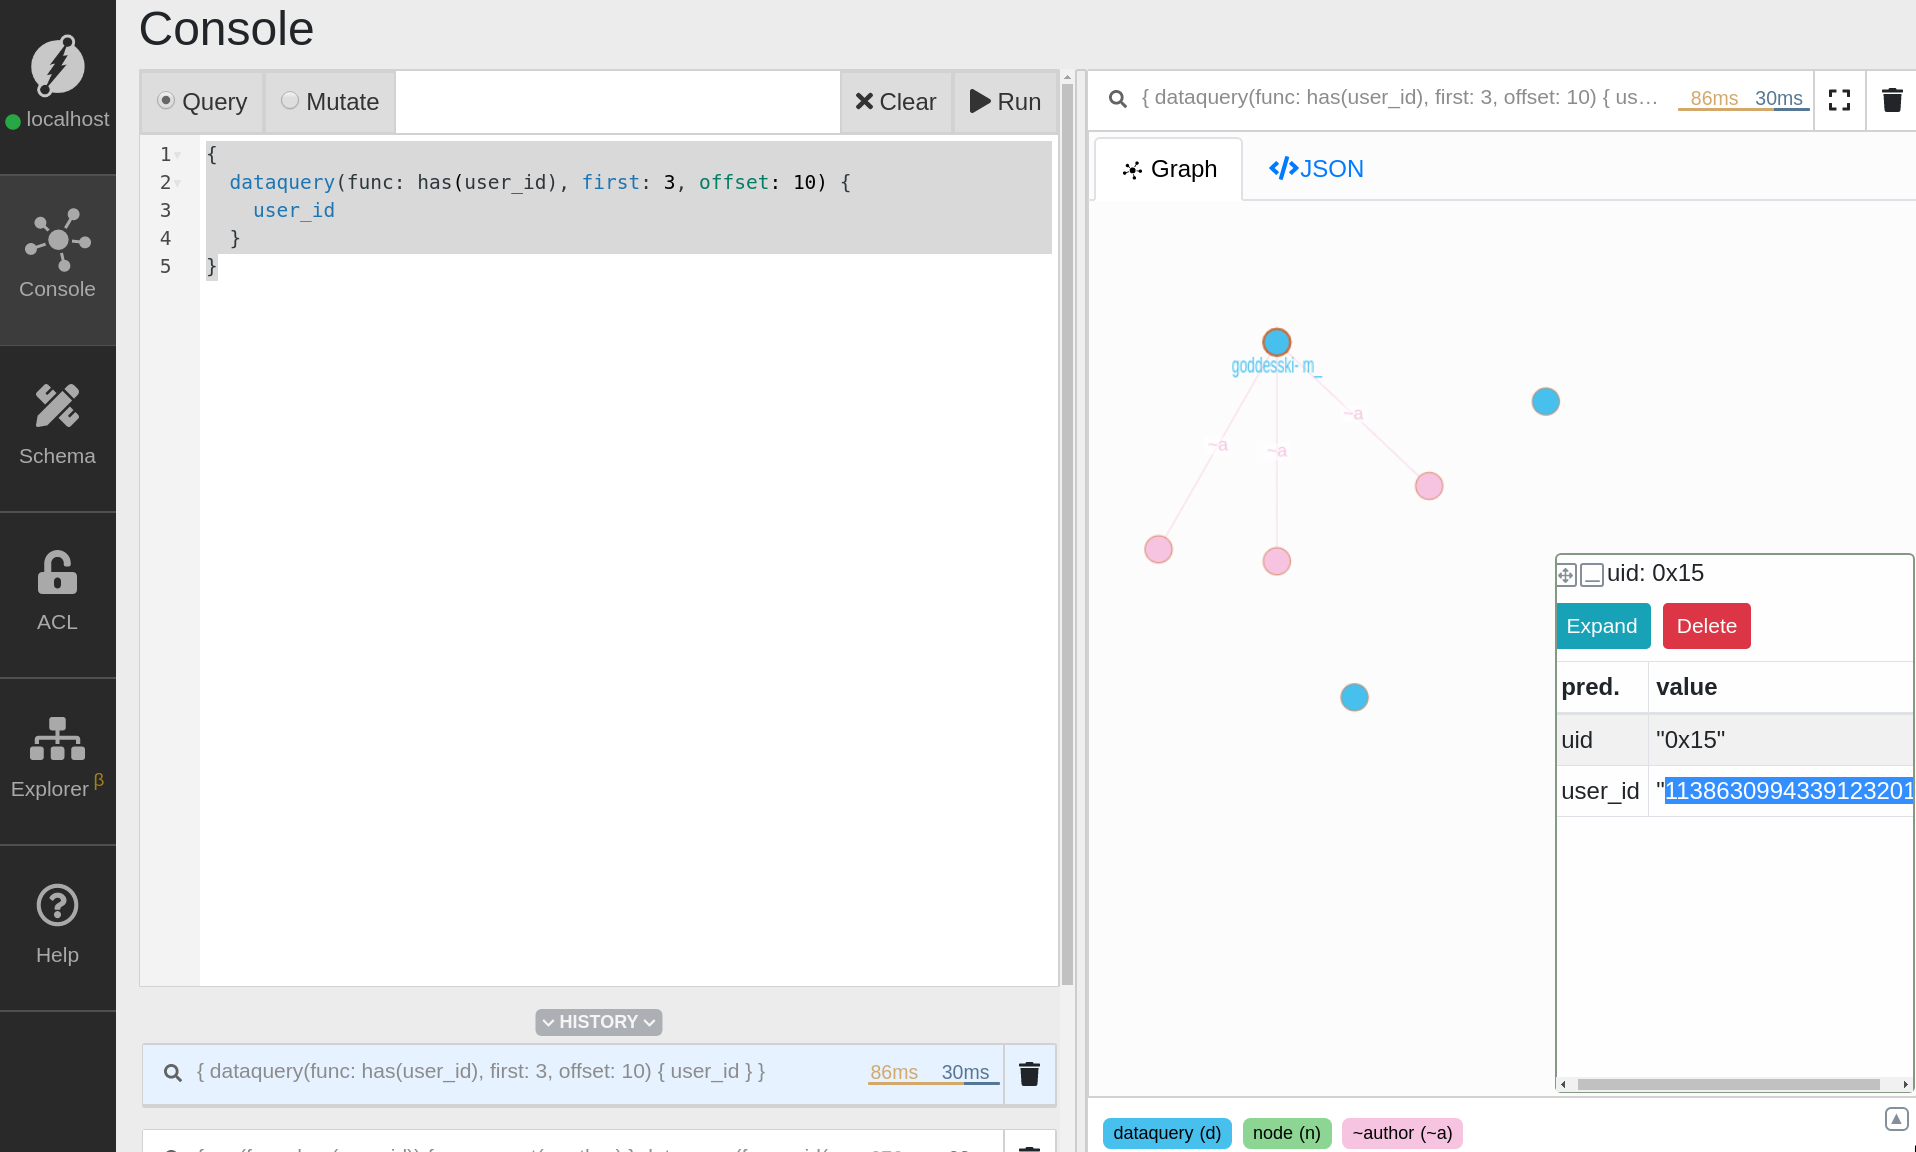 Console
localhost
Console
Schema
ACL
Explorer β
Help
Query
Mutate
Clear
Run
1 {
2 dataquery(func: has(user_id), first: 3, offset: 10) {
3 user_id
4 }
5 }
HISTORY
{ dataquery(func: has(user_id), first: 3, offset: 10) { user_id } }
86ms 30ms
{ dataquery(func: has(user_id), first: 3, offset: 10) { us…
86ms 30ms
Graph
JSON
goddesski- m_
~a
~a
~a
uid: 0x15
Expand
Delete
pred. value
uid "0x15"
user_id "1138630994339123201
dataquery (d)
node (n)
~author (~a)